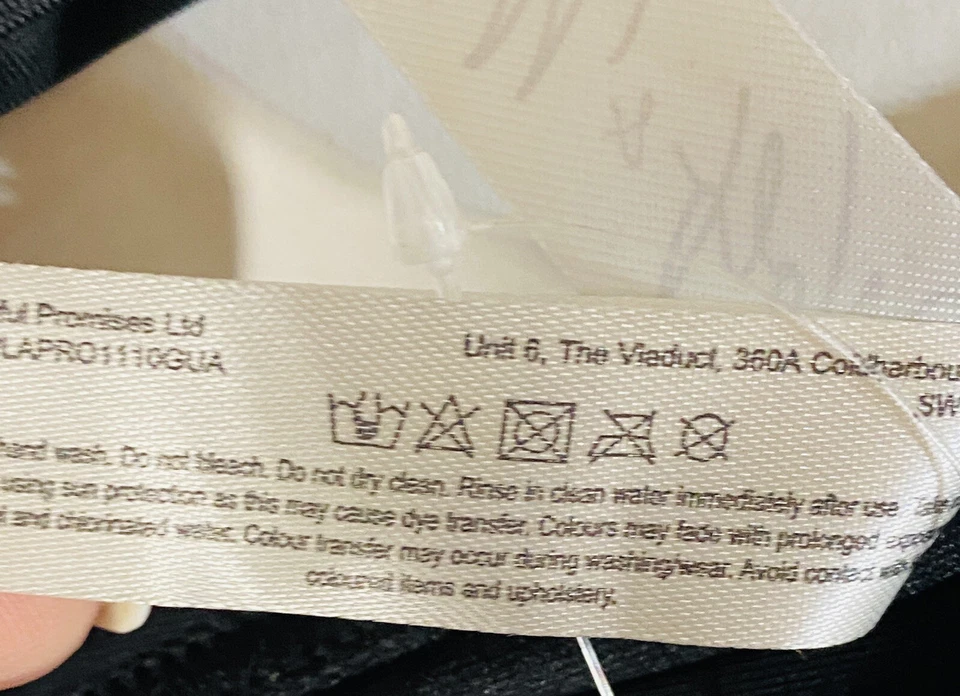 Promises Ltd
LAPRO1110GUA
Unit 6, The Viaduct, 360A Coldharbou
SW
hand wash. Do not bleach. Do not dry clean. Rinse in clean water immediately after use
using sun protection as this may cause dye transfer. Colours may fade with prolonged
and chlorinated water. Colour transfer may occur during washing/wear. Avoid contact
coloured items and upholstery.